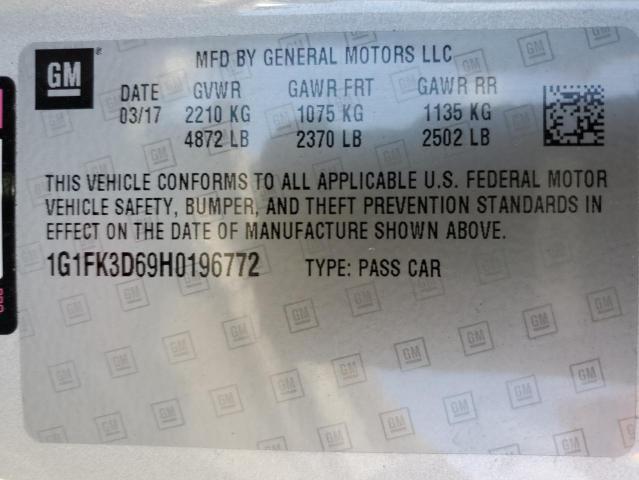 GM
MFD BY GENERAL MOTORS LLC
DATE GVWR GAWR FRT GAWR RR
03/17 2210 KG 1075 KG 1135 KG
4872 LB 2370 LB 2502 LB
THIS VEHICLE CONFORMS TO ALL APPLICABLE U.S. FEDERAL MOTOR
VEHICLE SAFETY, BUMPER, AND THEFT PREVENTION STANDARDS IN
EFFECT ON THE DATE OF MANUFACTURE SHOWN ABOVE.
1G1FK3D69H0196772 TYPE: PASS CAR